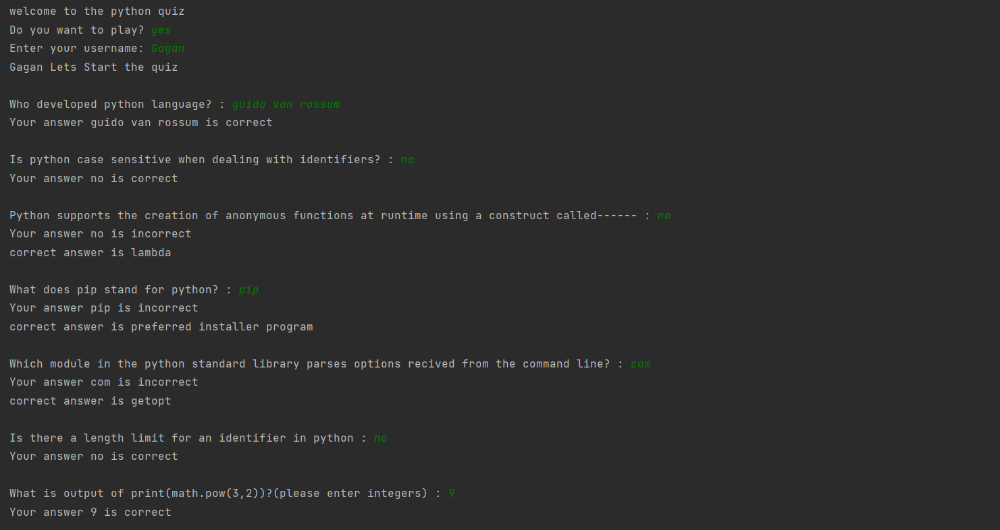 welcome to the python quiz
Do you want to play? yes
Enter your username: Gagan
Gagan Lets Start the quiz
Who developed python language? : guido van rossum
Your answer guido van rossum is correct
Is python case sensitive when dealing with identifiers? : no
Your answer no is correct
Python supports the creation of anonymous functions at runtime using a construct called------ : no
Your answer no is incorrect
correct answer is lambda
What does pip stand for python? : pip
Your answer pip is incorrect
correct answer is preferred installer program
Which module in the python standard library parses options recived from the command line? : com
Your answer com is incorrect
correct answer is getopt
Is there a length limit for an identifier in python : no
Your answer no is correct
What is output of print(math.pow(3,2))?(please enter integers) : 9
Your answer 9 is correct